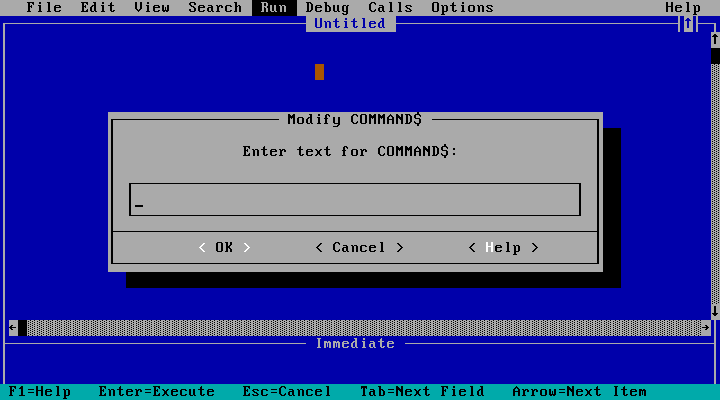 File Edit View Search Run Debug Calls Options Help
Untitled
Modify COMMAND$
Enter text for COMMAND$:
< OK > < Cancel > < Help >
Immediate
F1=Help Enter=Execute Esc=Cancel Tab=Next Field Arrow=Next Item